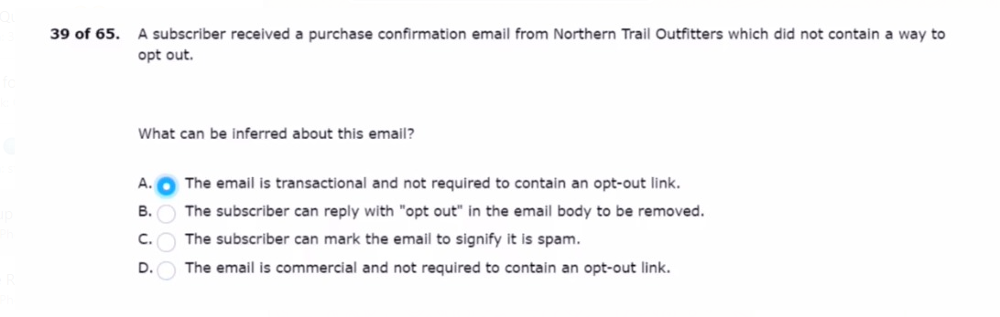 39 of 65. A subscriber received a purchase confirmation email from Northern Trail Outfitters which did not contain a way to
opt out.
What can be inferred about this email?
A. The email is transactional and not required to contain an opt-out link.
B. The subscriber can reply with "opt out" in the email body to be removed.
C. The subscriber can mark the email to signify it is spam.
D. The email is commercial and not required to contain an opt-out link.